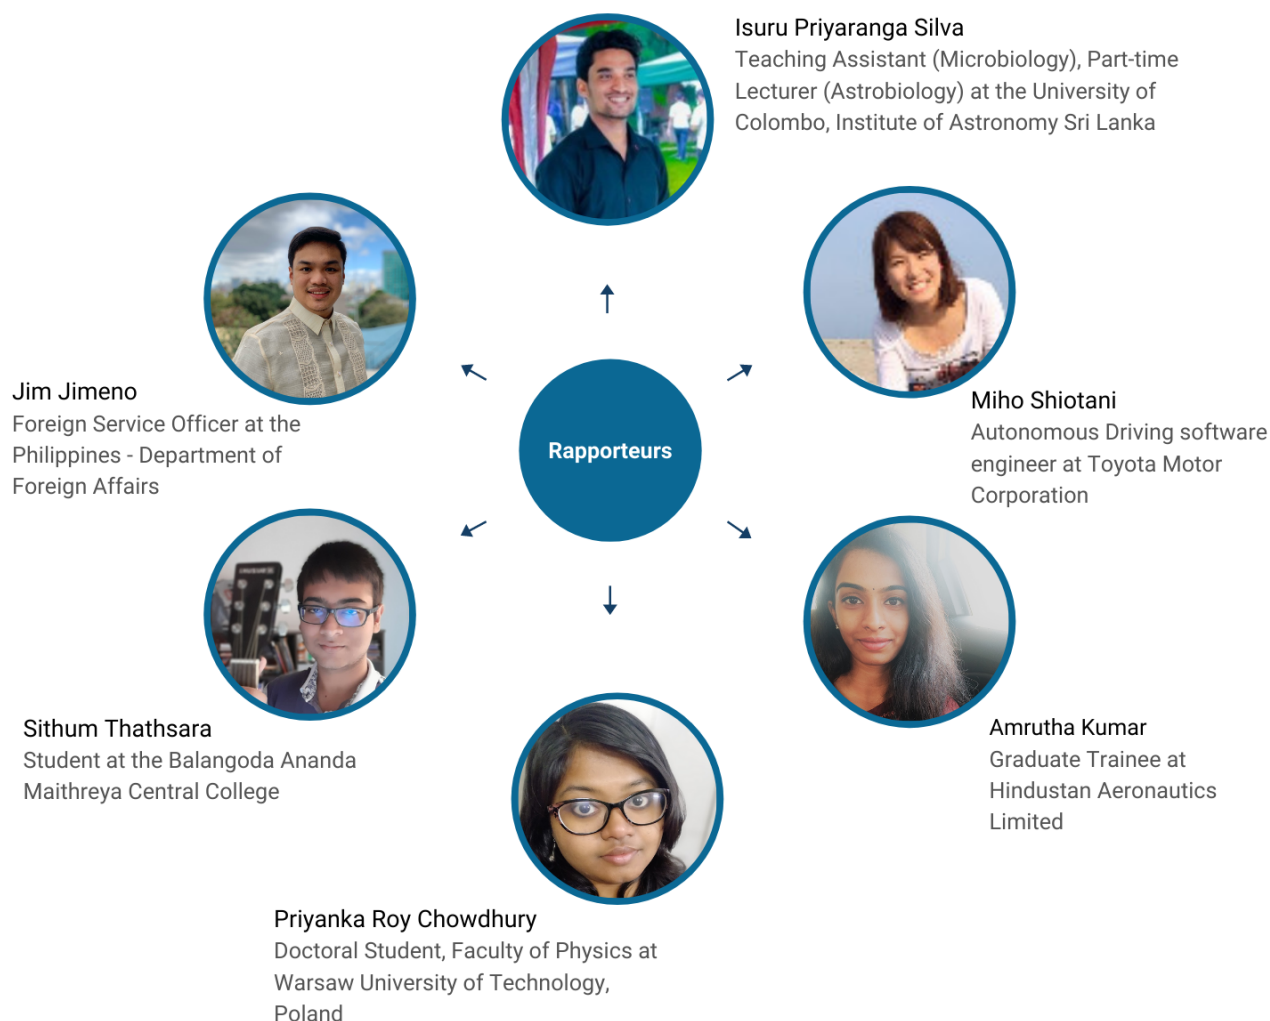 Isuru Priyaranga Silva
Teaching Assistant (Microbiology), Part-time
Lecturer (Astrobiology) at the University of
Colombo, Institute of Astronomy Sri Lanka
Jim Jimeno
Foreign Service Officer at the
Philippines - Department of
Foreign Affairs
Miho Shiotani
Autonomous Driving software
engineer at Toyota Motor
Corporation
Rapporteurs
Sithum Thathsara
Student at the Balangoda Ananda
Maithreya Central College
Amrutha Kumar
Graduate Trainee at
Hindustan Aeronautics
Limited
Priyanka Roy Chowdhury
Doctoral Student, Faculty of Physics at
Warsaw University of Technology,
Poland